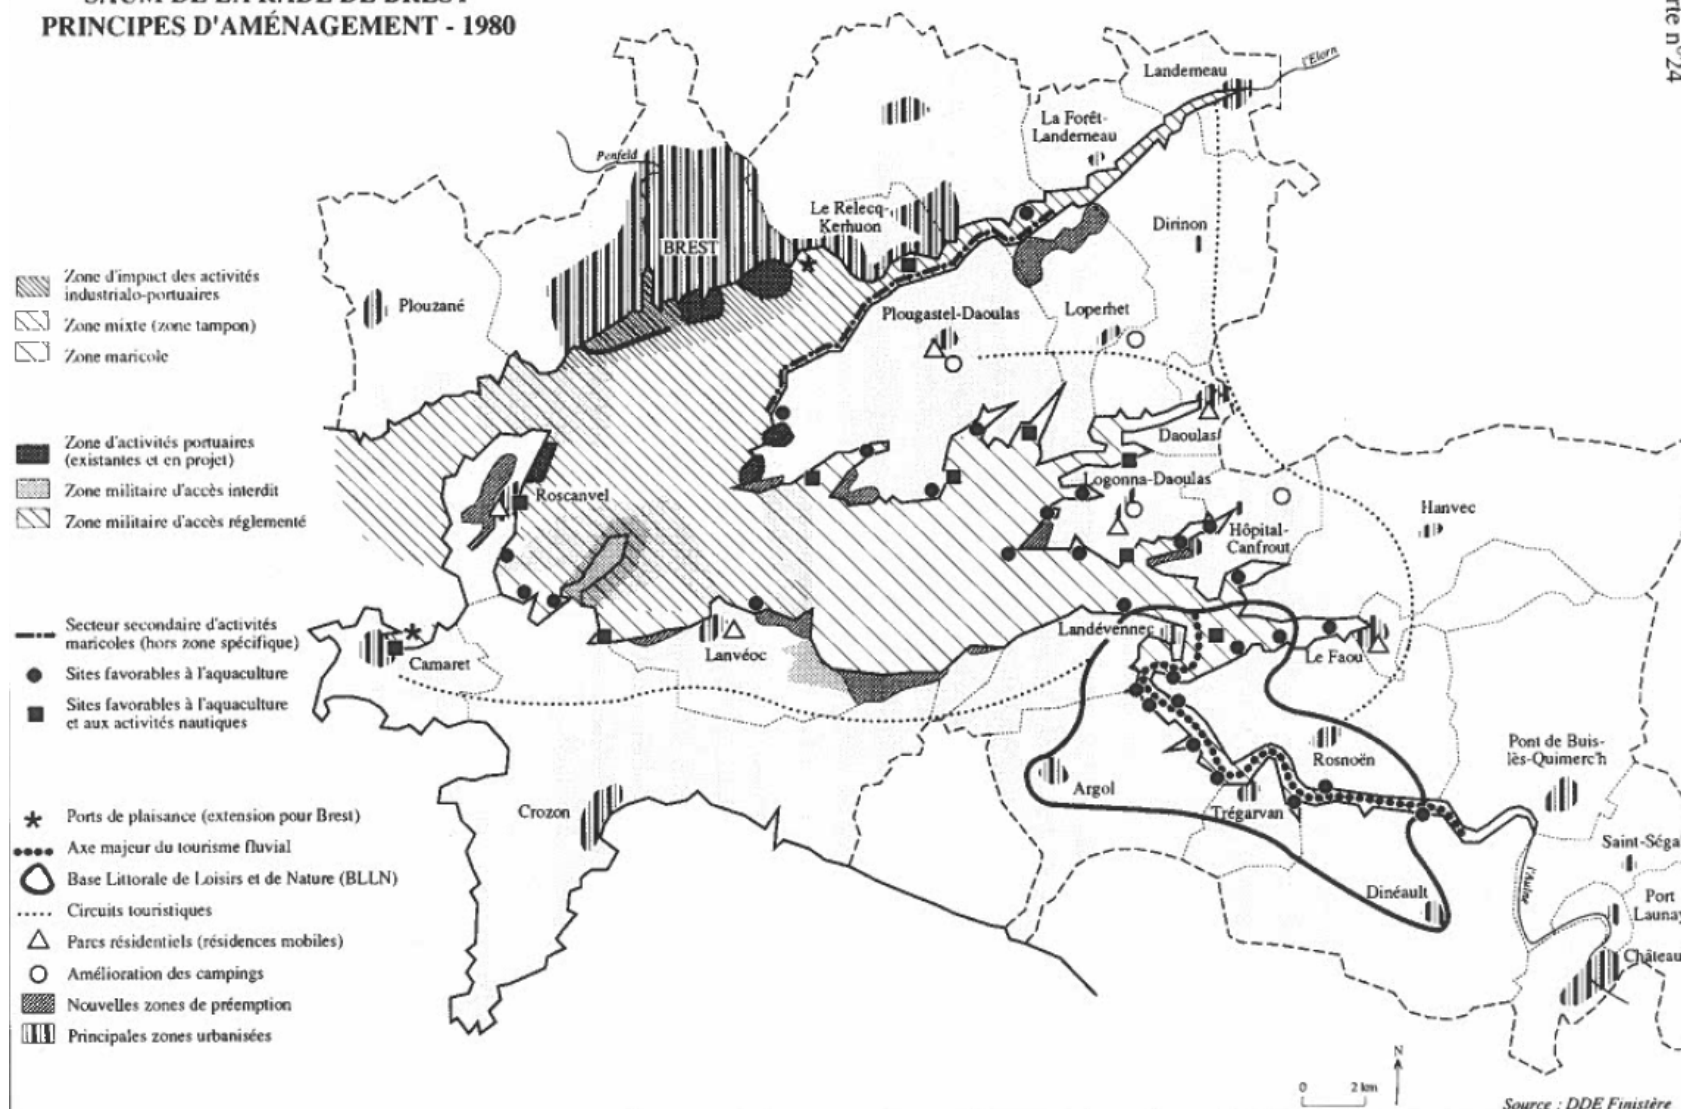 PRINCIPES D'AMÉNAGEMENT - 1980
Zone d'impact des activités
industrialo-portuaires
Zone mixte (zone tampon)
Zone maricole
Zone d'activités portuaires
(existantes et en projet)
Zone militaire d'accès interdit
Zone militaire d'accès réglementé
Secteur secondaire d'activités
maricoles (hors zone spécifique)
Sites favorables à l'aquaculture
Sites favorables à l'aquaculture
et aux activités nautiques
Ports de plaisance (extension pour Brest)
Axe majeur du tourisme fluvial
Base Littorale de Loisirs et de Nature (BLLN)
Circuits touristiques
Parcs résidentiels (résidences mobiles)
Amélioration des campings
Nouvelles zones de préemption
Principales zones urbanisées
l'Elorn
Landerneau
La Forêt-
Landerneau
Penfeld
Le Relecq-
Kerhuon
BREST
Dirinon
Plouzané
Plougastel-Daoulas
Loperhet
Daoulas
Logonna-Daoulas
Roscanvel
Hanvec
Hôpital-
Canfrout
Landévennec
Le Faou
Camaret
Lanvéoc
Rosnoën
Pont de Buis-
lès-Quimerc'h
Argol
Trégarvan
Crozon
Saint-Séga
l'Aulne
Dinéault
Port
Launay
Château
N
0 2 km
Source : DDE Finistère
n° 24